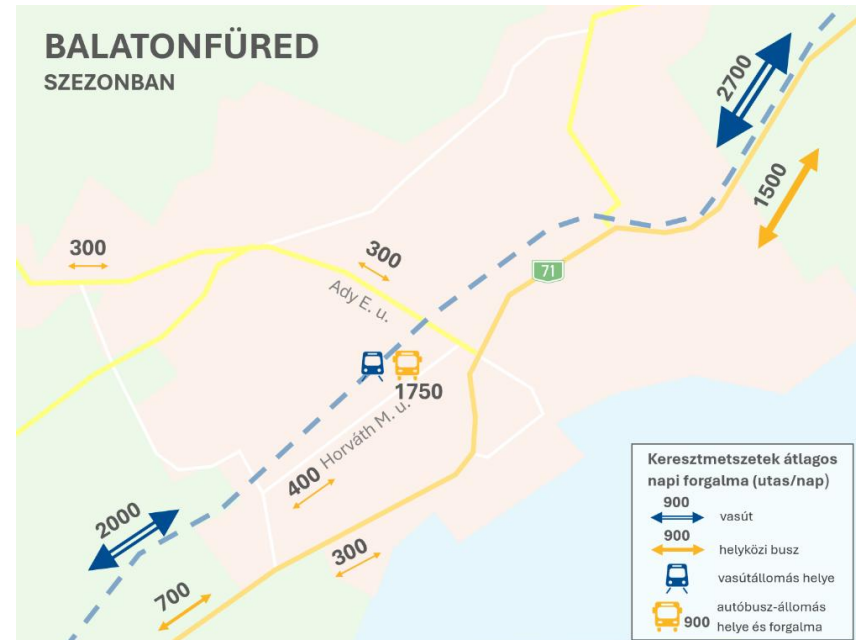 BALATONFÜRED
SZEZONBAN
2700
1500
300
300
Ady E. u.
71
1750
Horváth M. u.
400
2000
300
700
Keresztmetszetek átlagos
napi forgalma (utas/nap)
900
vasút
900
helyközi busz
vasútállomás helye
900
autóbusz-állomás
helye és forgalma